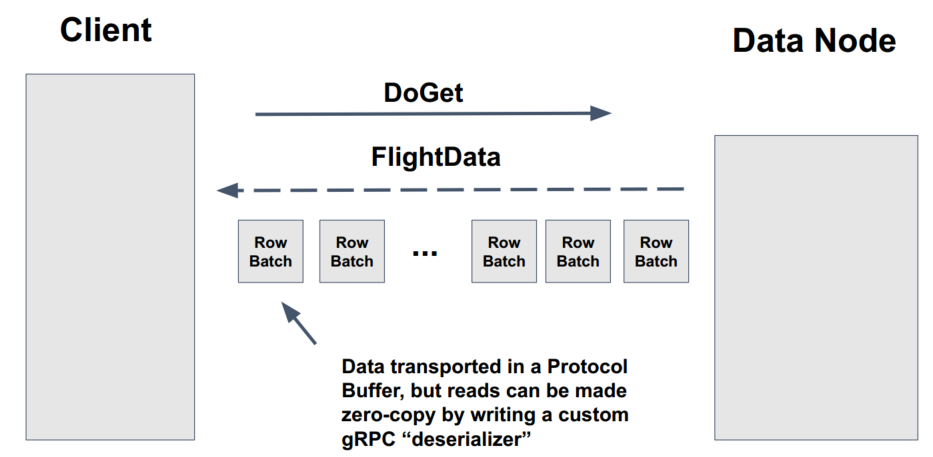 Client
Data Node
DoGet
FlightData
Row
Batch
Row
Batch
...
Row
Batch
Row
Batch
Row
Batch
Data transported in a Protocol
Buffer, but reads can be made
zero-copy by writing a custom
gRPC “deserializer”